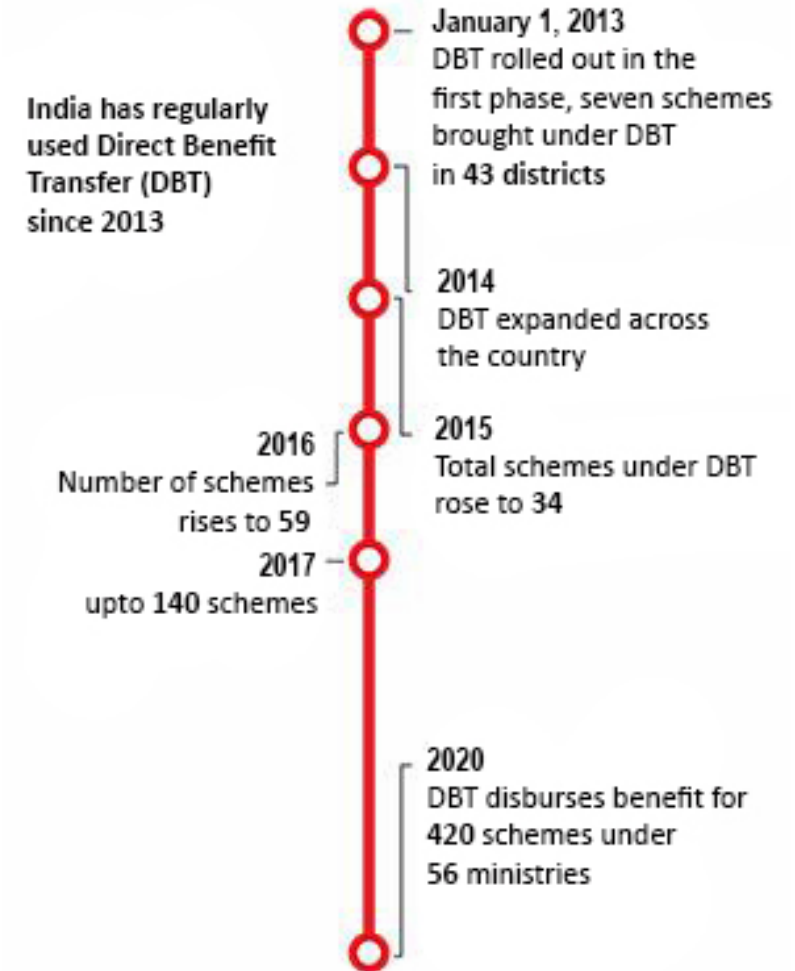 India has regularly
used Direct Benefit
Transfer (DBT)
since 2013
January 1, 2013
DBT rolled out in the
first phase, seven schemes
brought under DBT
in 43 districts
2014
DBT expanded across
the country
2015
Total schemes under DBT
rose to 34
2016
Number of schemes
rises to 59
2017
upto 140 schemes
2020
DBT disburses benefit for
420 schemes under
56 ministries